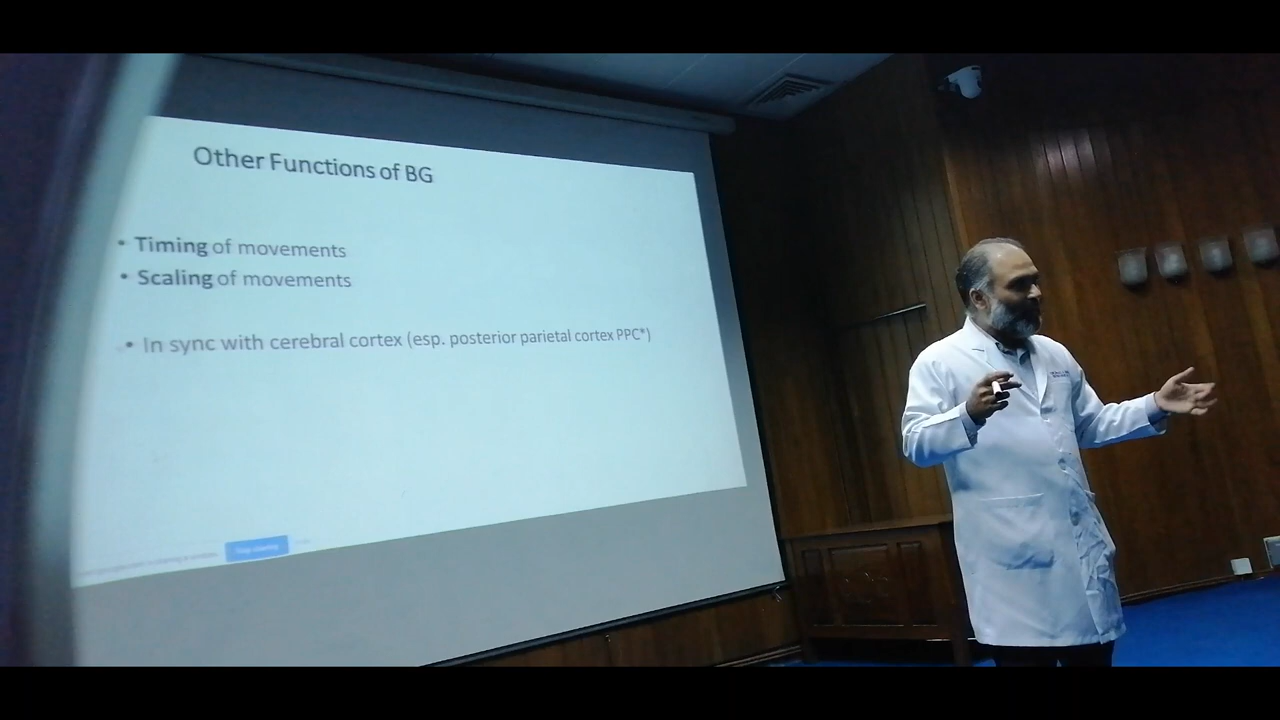 Other Functions of BG
• Timing of movements
• Scaling of movements
• In sync with cerebral cortex (esp. posterior parietal cortex PPC*)